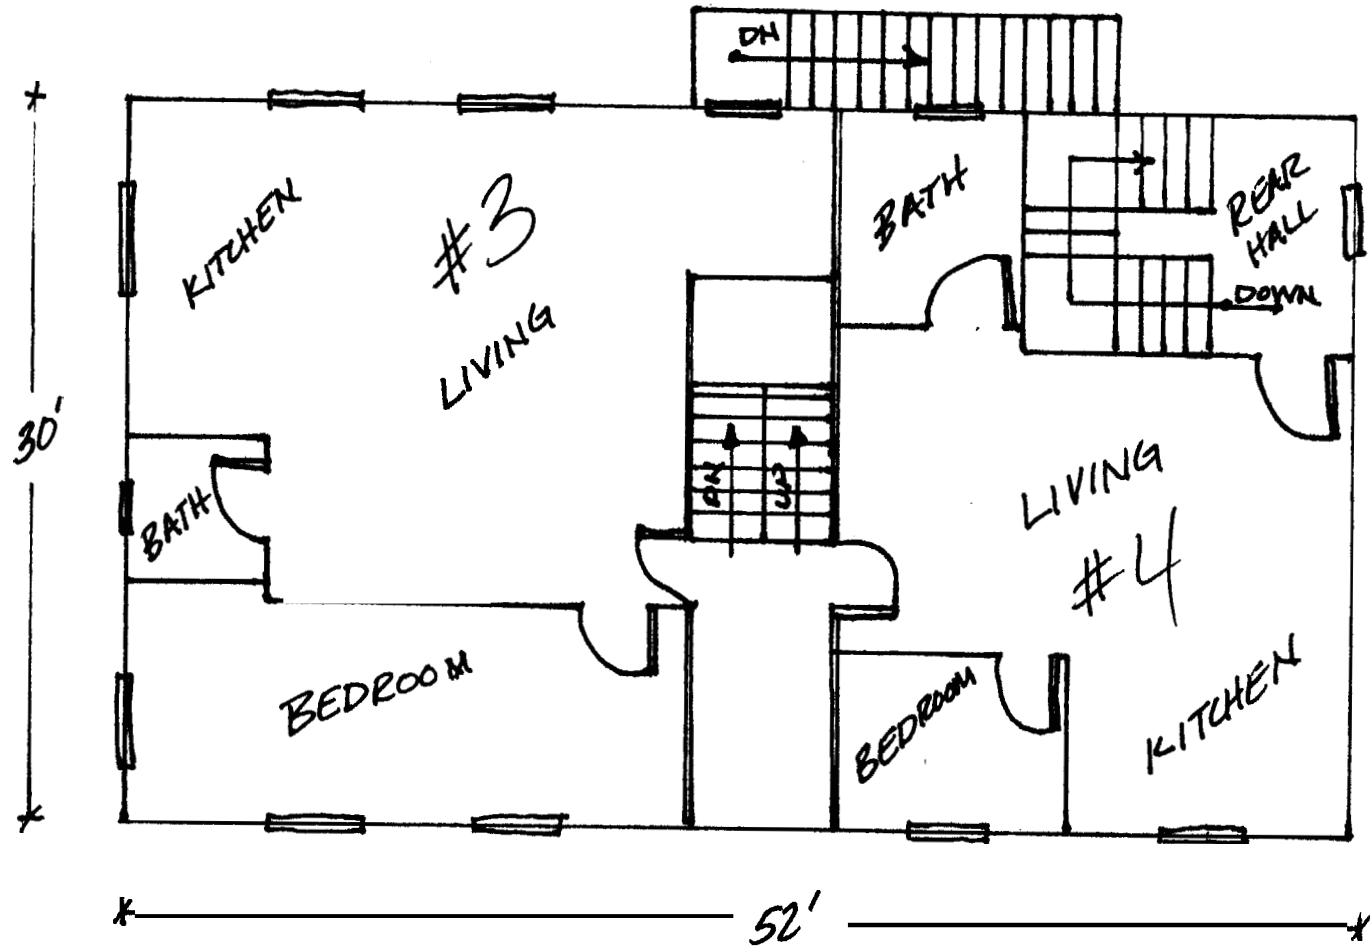 DN
KITCHEN
#3
LIVING
BATH
REAR
HALL
DOWN
30'
BATH
DN
UP
LIVING
#4
BEDROOM
BEDROOM
KITCHEN
52'